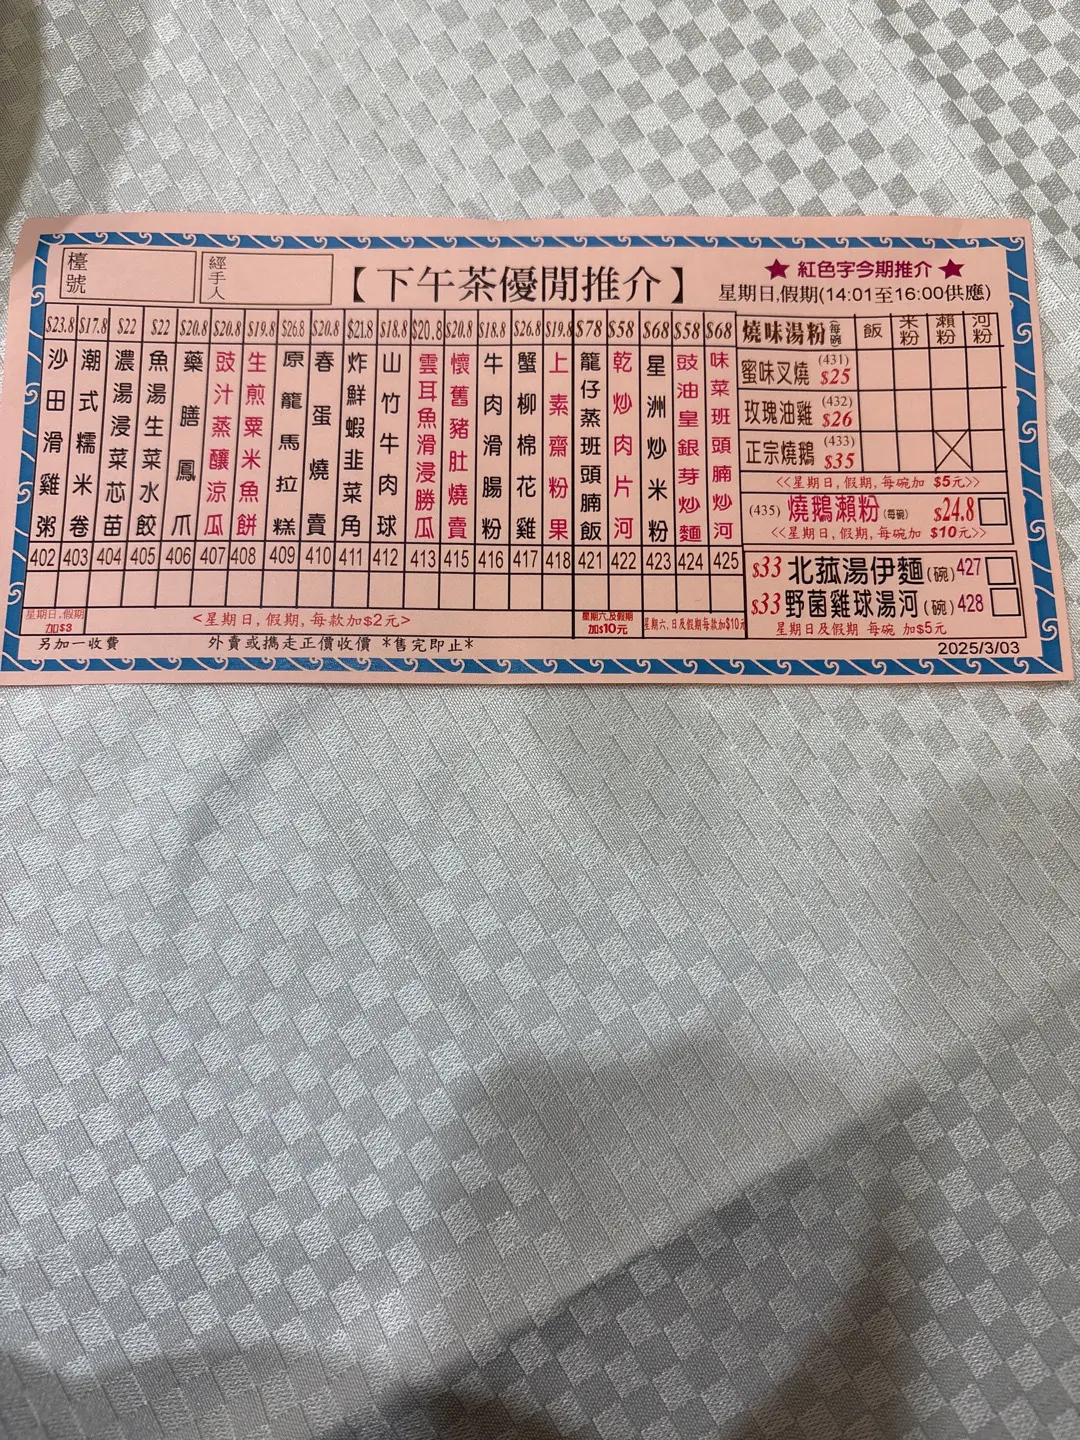 檯號
經手人
【下午茶優閒推介】
★ 紅色字今期推介 ★
星期日,假期(14:01至16:00供應)
$23.8 沙田滑雞粥 402
$17.8 潮式糯米卷 403
$22 濃湯浸菜芯苗 404
$22 魚湯生菜水餃 405
$20.8 藥膳鳳爪 406
$20.8 豉汁蒸釀涼瓜 407
$19.8 生煎粟米魚餅 408
$26.8 原籠馬拉糕 409
$20.8 春蛋燒賣 410
$21.8 炸鮮蝦韭菜角 411
$18.8 山竹牛肉球 412
$20.8 雲耳魚滑浸勝瓜 413
$20.8 懷舊豬肚燒賣 415
$18.8 牛肉滑腸粉 416
$26.8 蟹柳棉花雞 417
$19.8 上素齋粉果 418
$78 籠仔蒸班頭腩飯 421
$58 乾炒肉片河 422
$68 星洲炒米粉 423
$58 豉油皇銀芽炒麵 424
$68 味菜班頭腩炒河 425
星期日,假期加$3
<星期日,假期,每款加$2元>
星期六,及假期加$10元
星期六,日及假期每款加$10元
燒味湯粉(每碗) 飯 米粉 瀨粉 河粉
蜜味叉燒 (431) $25
玫瑰油雞 (432) $26
正宗燒鵝 (433) $35
<<星期日,假期,每碗加 $5元>>
(435) 燒鵝瀨粉(每碗) $24.8
<<星期日,假期,每碗加 $10元>>
$33 北菰湯伊麵(碗) 427
$33 野菌雞球湯河(碗) 428
星期日及假期 每碗 加$5元
另加一收費
外賣或攜走正價收價 *售完即止*
2025/3/03